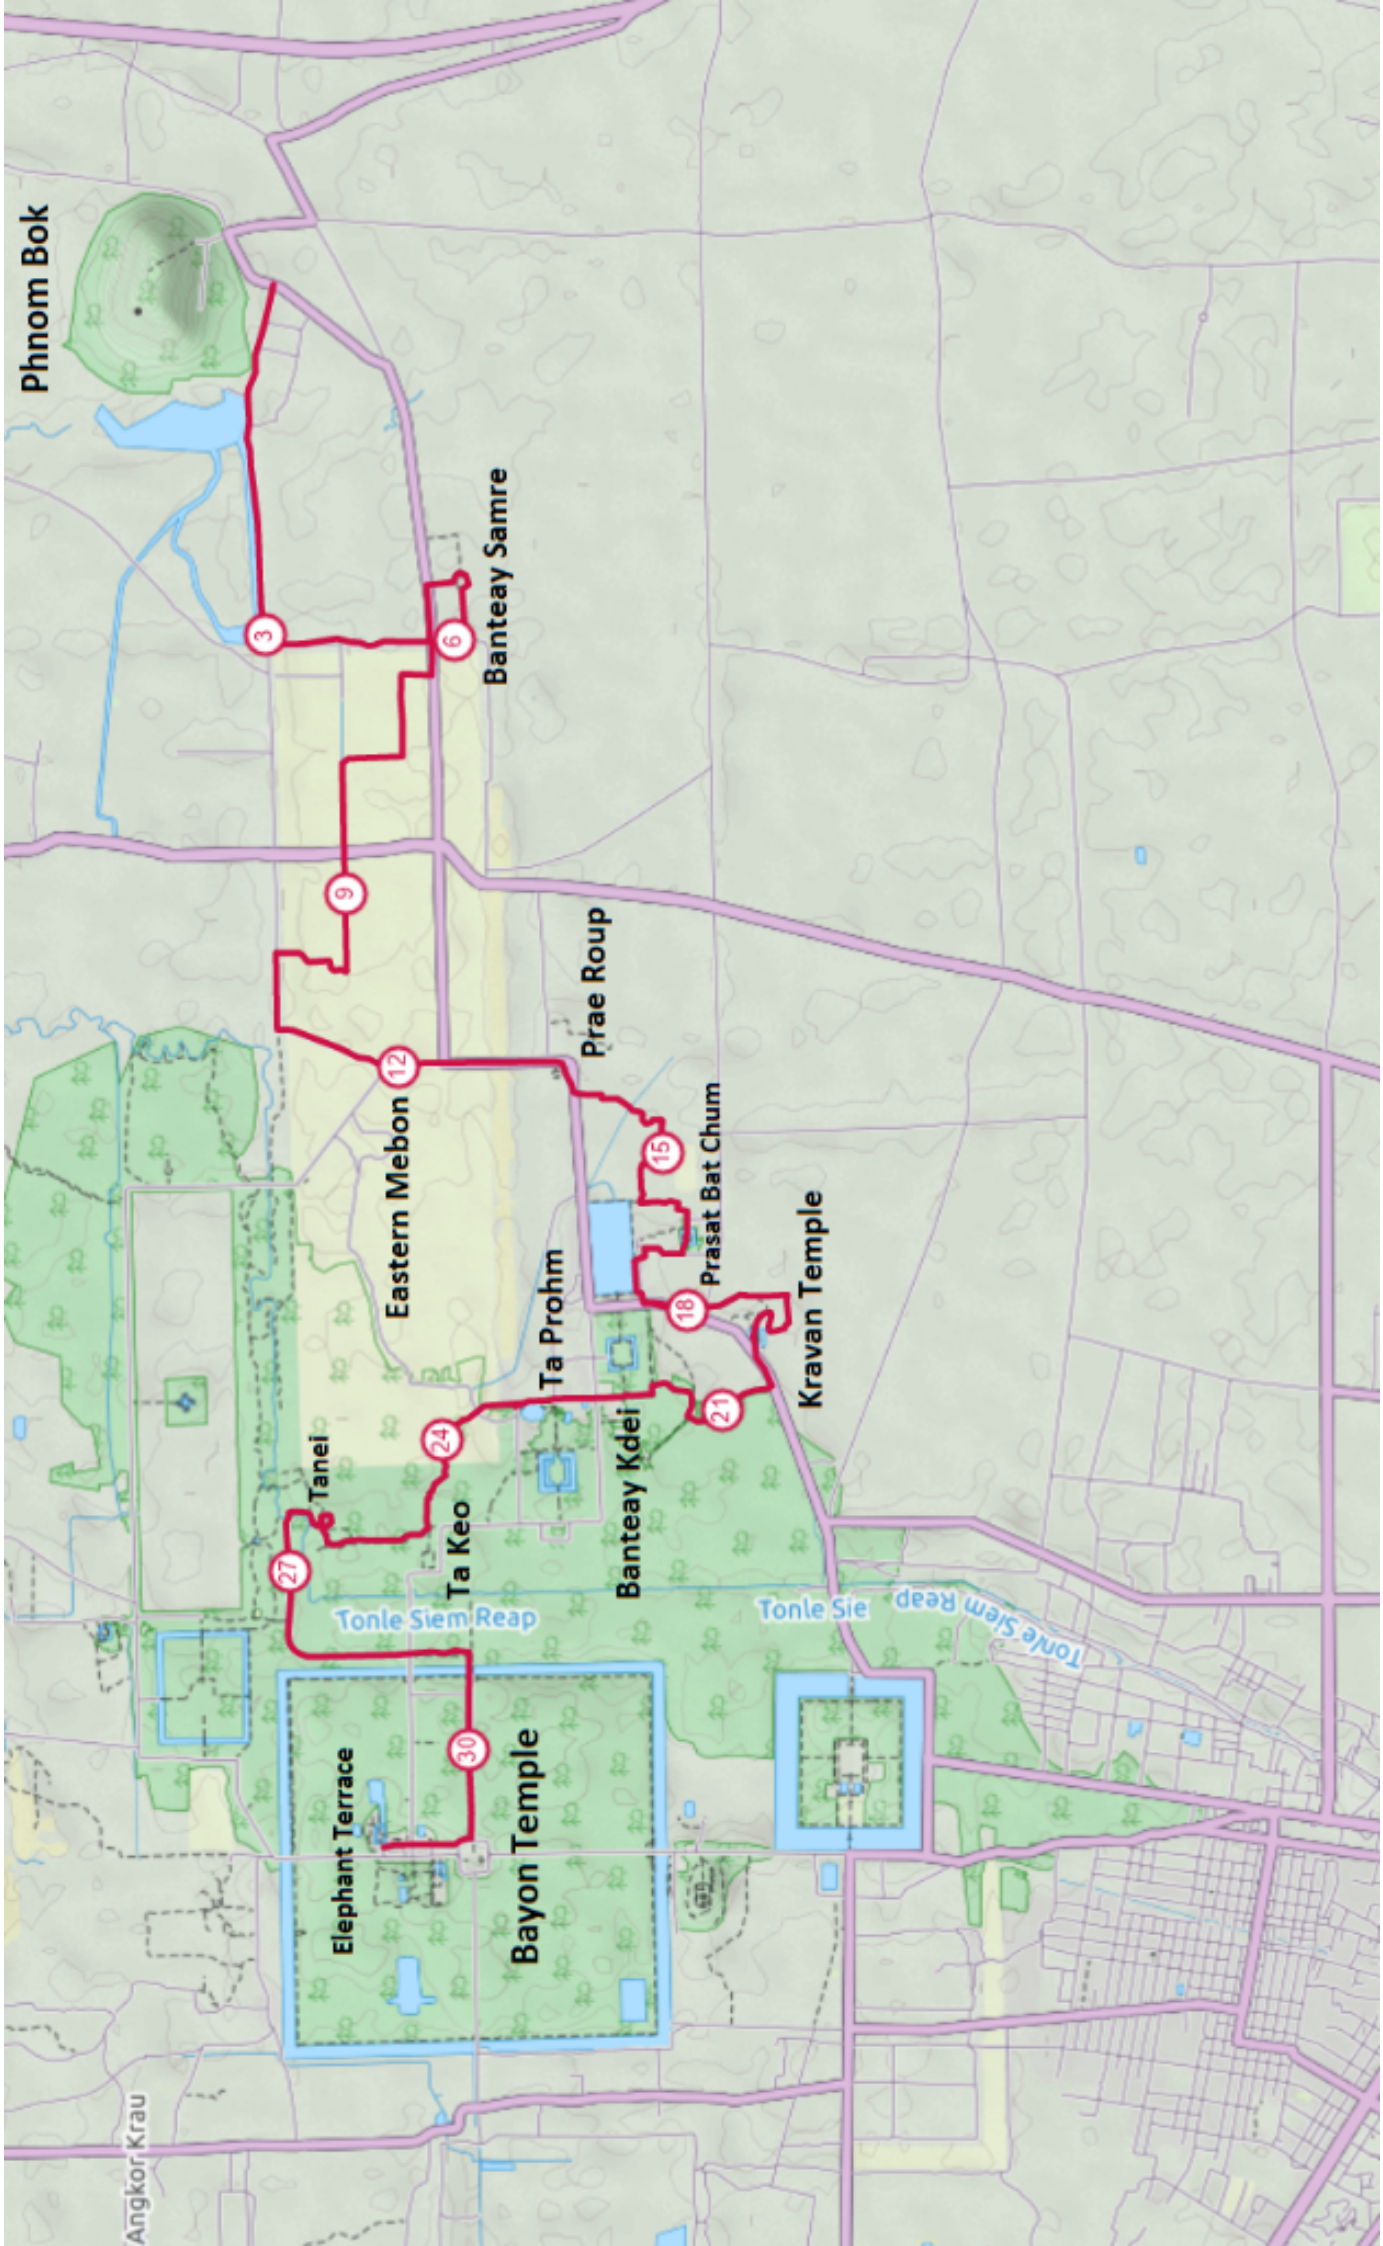 Phnom Bok
3
6
Banteay Samre
9
12
Eastern Mebon
Prae Roup
15
Prasat Bat Chum
18
Kravan Temple
21
Banteay Kdei
Ta Prohm
24
Ta Keo
Tanei
27
Tonle Siem Reap
Tonle Sie
Tonle Siem Reap
30
Elephant Terrace
Bayon Temple
Angkor Krau